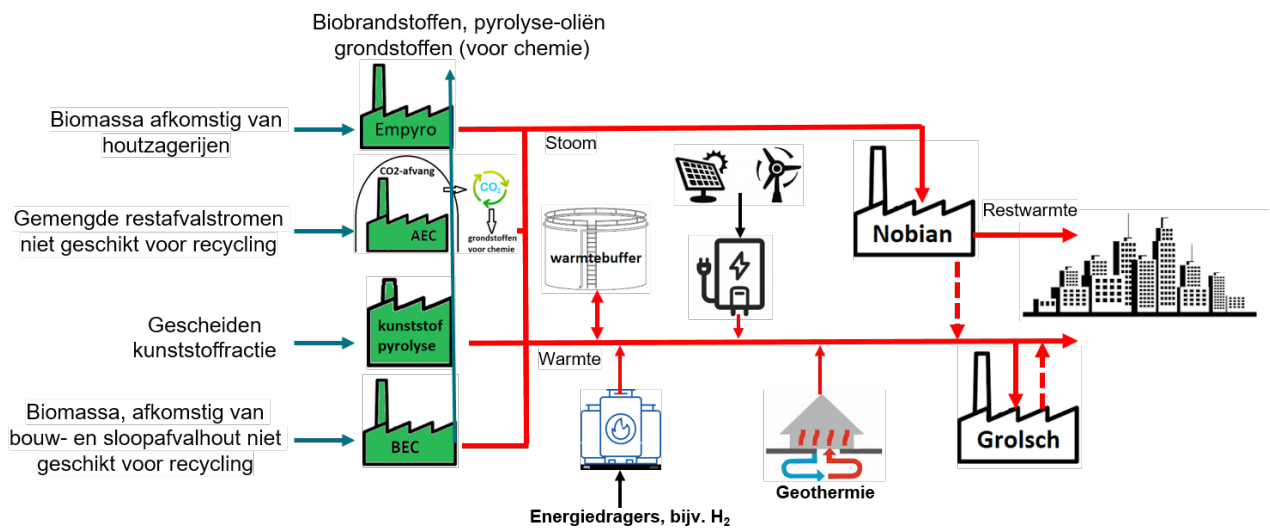 Biobrandstoffen, pyrolyse-oliën
grondstoffen (voor chemie)
Biomassa afkomstig van
houtzagerijen
Empyro
Stoom
CO2-afvang
CO2
AEC
grondstoffen
voor chemie
Gemengde restafvalstromen
niet geschikt voor recycling
warmtebuffer
Nobian
Restwarmte
Gescheiden
kunststoffractie
kunststof
pyrolyse
Warmte
Biomassa, afkomstig van
bouw- en sloopafvalhout niet
geschikt voor recycling
BEC
Grolsch
Geothermie
Energiedragers, bijv. H2